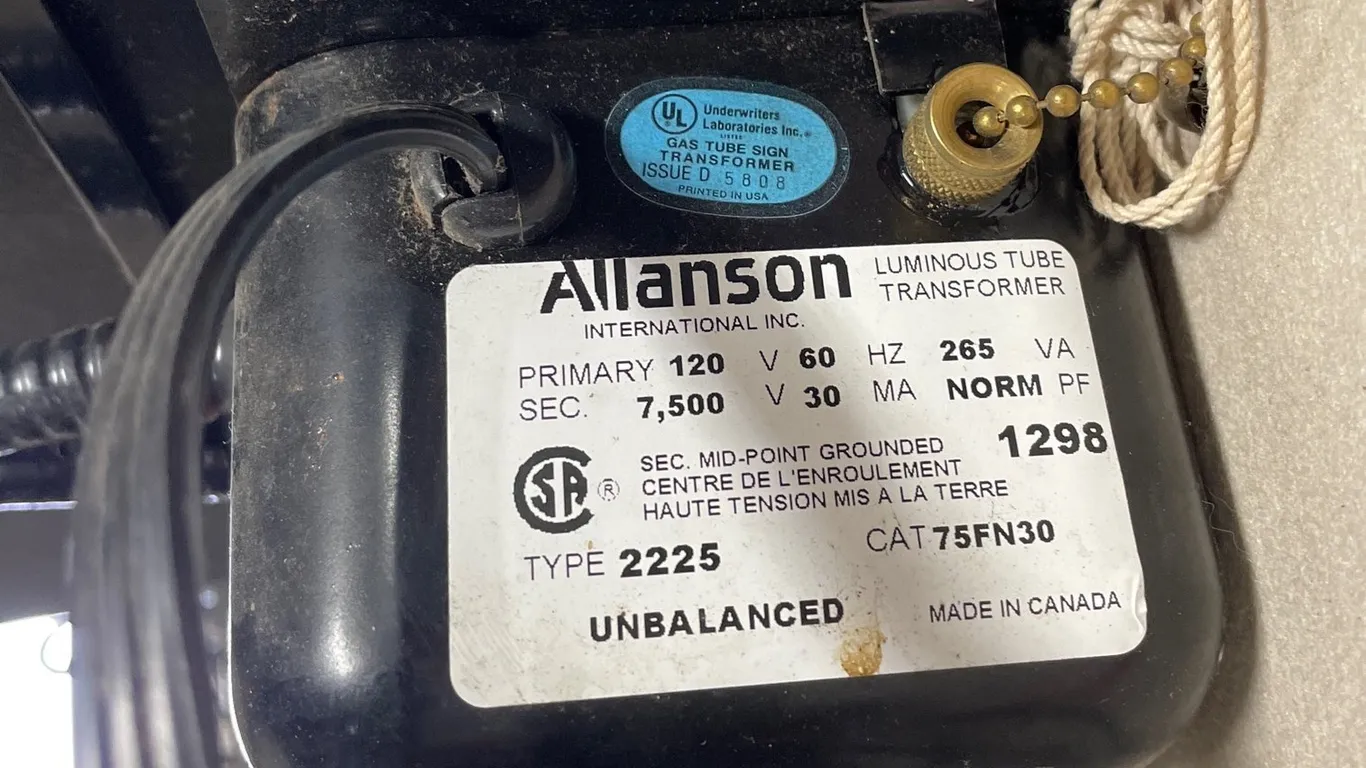 UL Underwriters
Laboratories Inc.®
LISTED
GAS TUBE SIGN
TRANSFORMER
ISSUE D 5808
PRINTED IN USA
Allanson
INTERNATIONAL INC.
LUMINOUS TUBE
TRANSFORMER
PRIMARY 120 V 60 HZ 265 VA
SEC. 7,500 V 30 MA NORM PF
1298
CSA ®
SEC. MID-POINT GROUNDED
CENTRE DE L'ENROULEMENT
HAUTE TENSION MIS A LA TERRE
TYPE 2225
CAT 75FN30
UNBALANCED
MADE IN CANADA